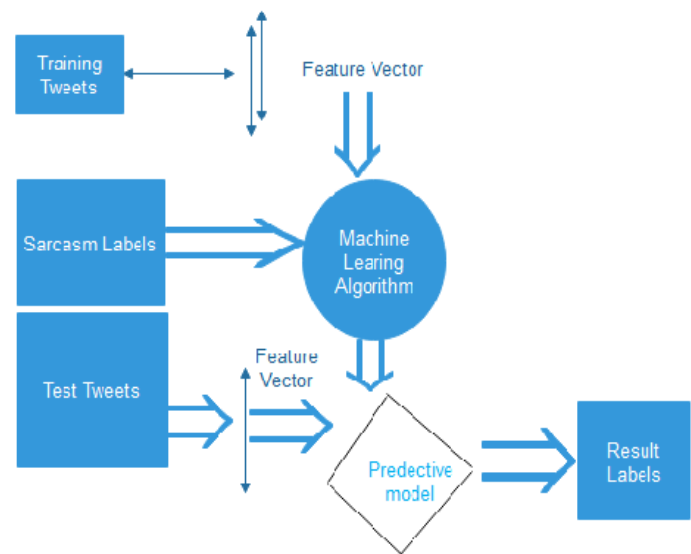 Training
Tweets
Feature Vector
Sarcasm Labels
Machine
Learing
Algorithm
Test Tweets
Feature
Vector
Predective
model
Result
Labels